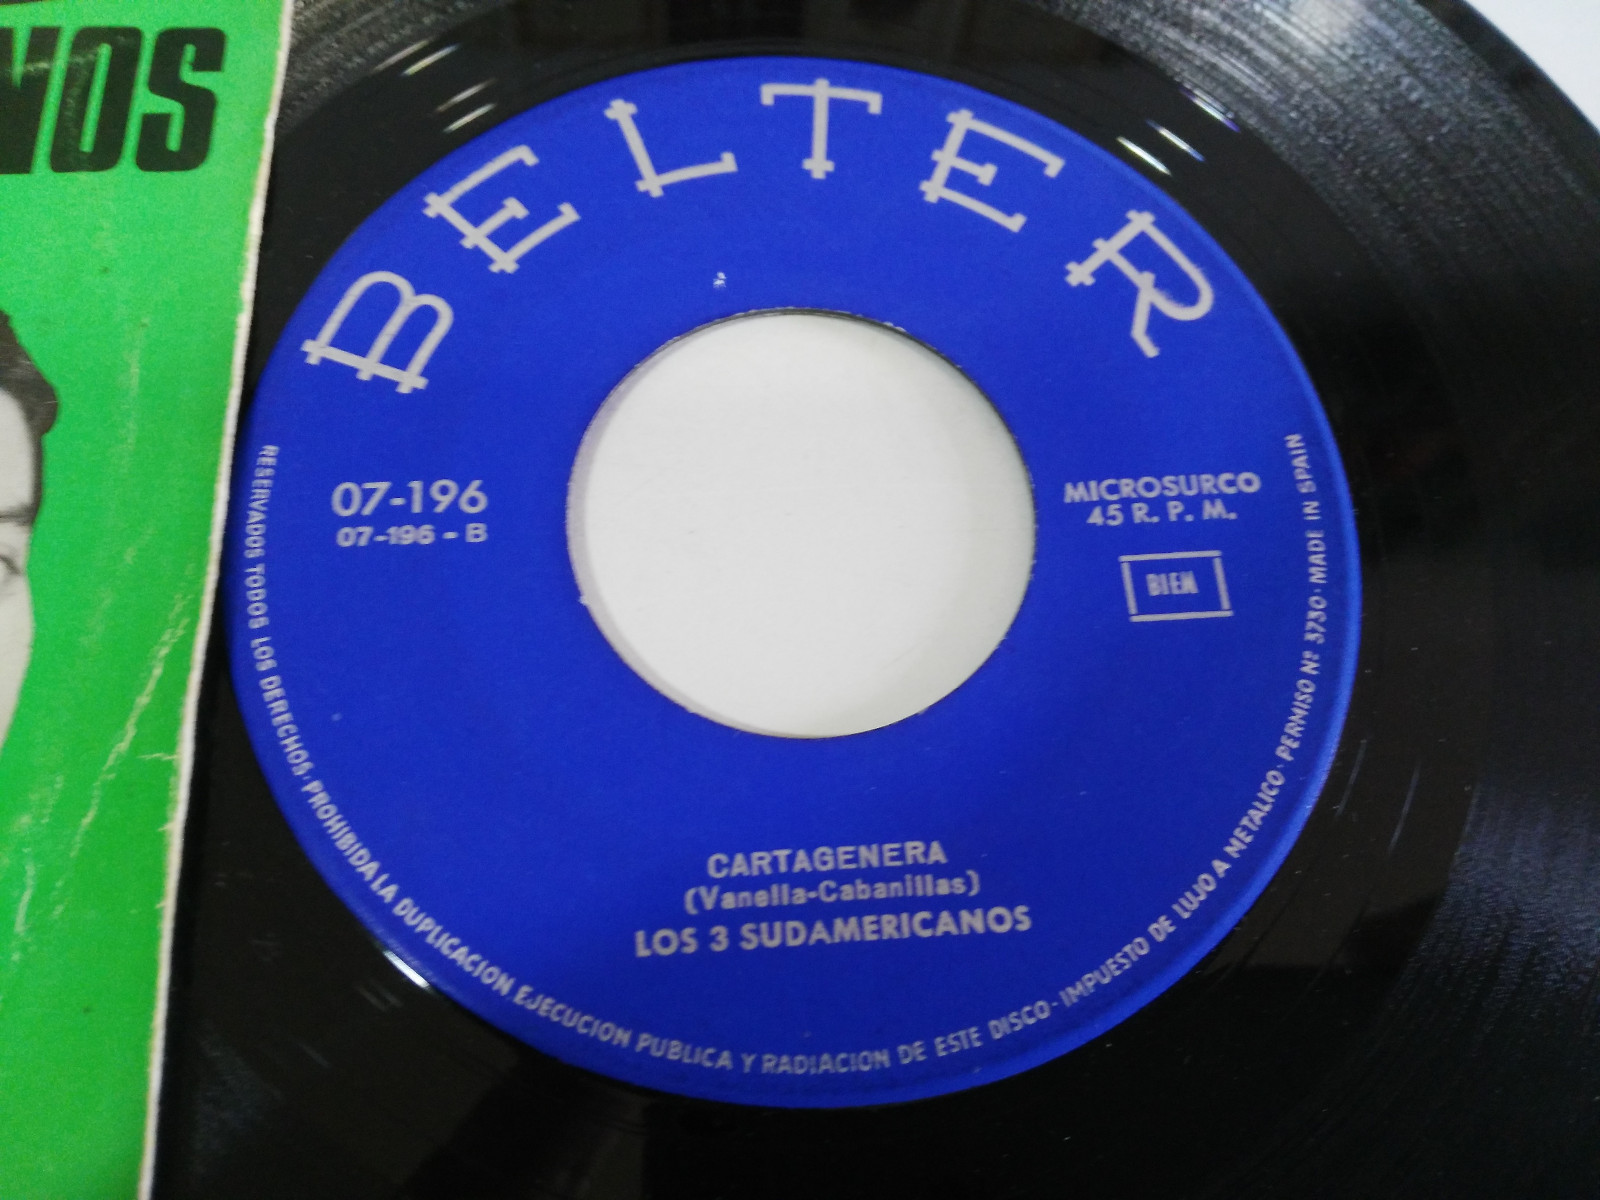 NOS
BELTER
07-196
07-196 - B
MICROSURCO
45 R. P. M.
BIEM
CARTAGENERA
(Vanella-Cabanillas)
LOS 3 SUDAMERICANOS
RESERVADOS TODOS LOS DERECHOS · PROHIBIDA LA DUPLICACION, EJECUCION PUBLICA Y RADIACION DE ESTE DISCO · IMPUESTO DE LUJO A METALICO · PERMISO Nº 3730 · MADE IN SPAIN